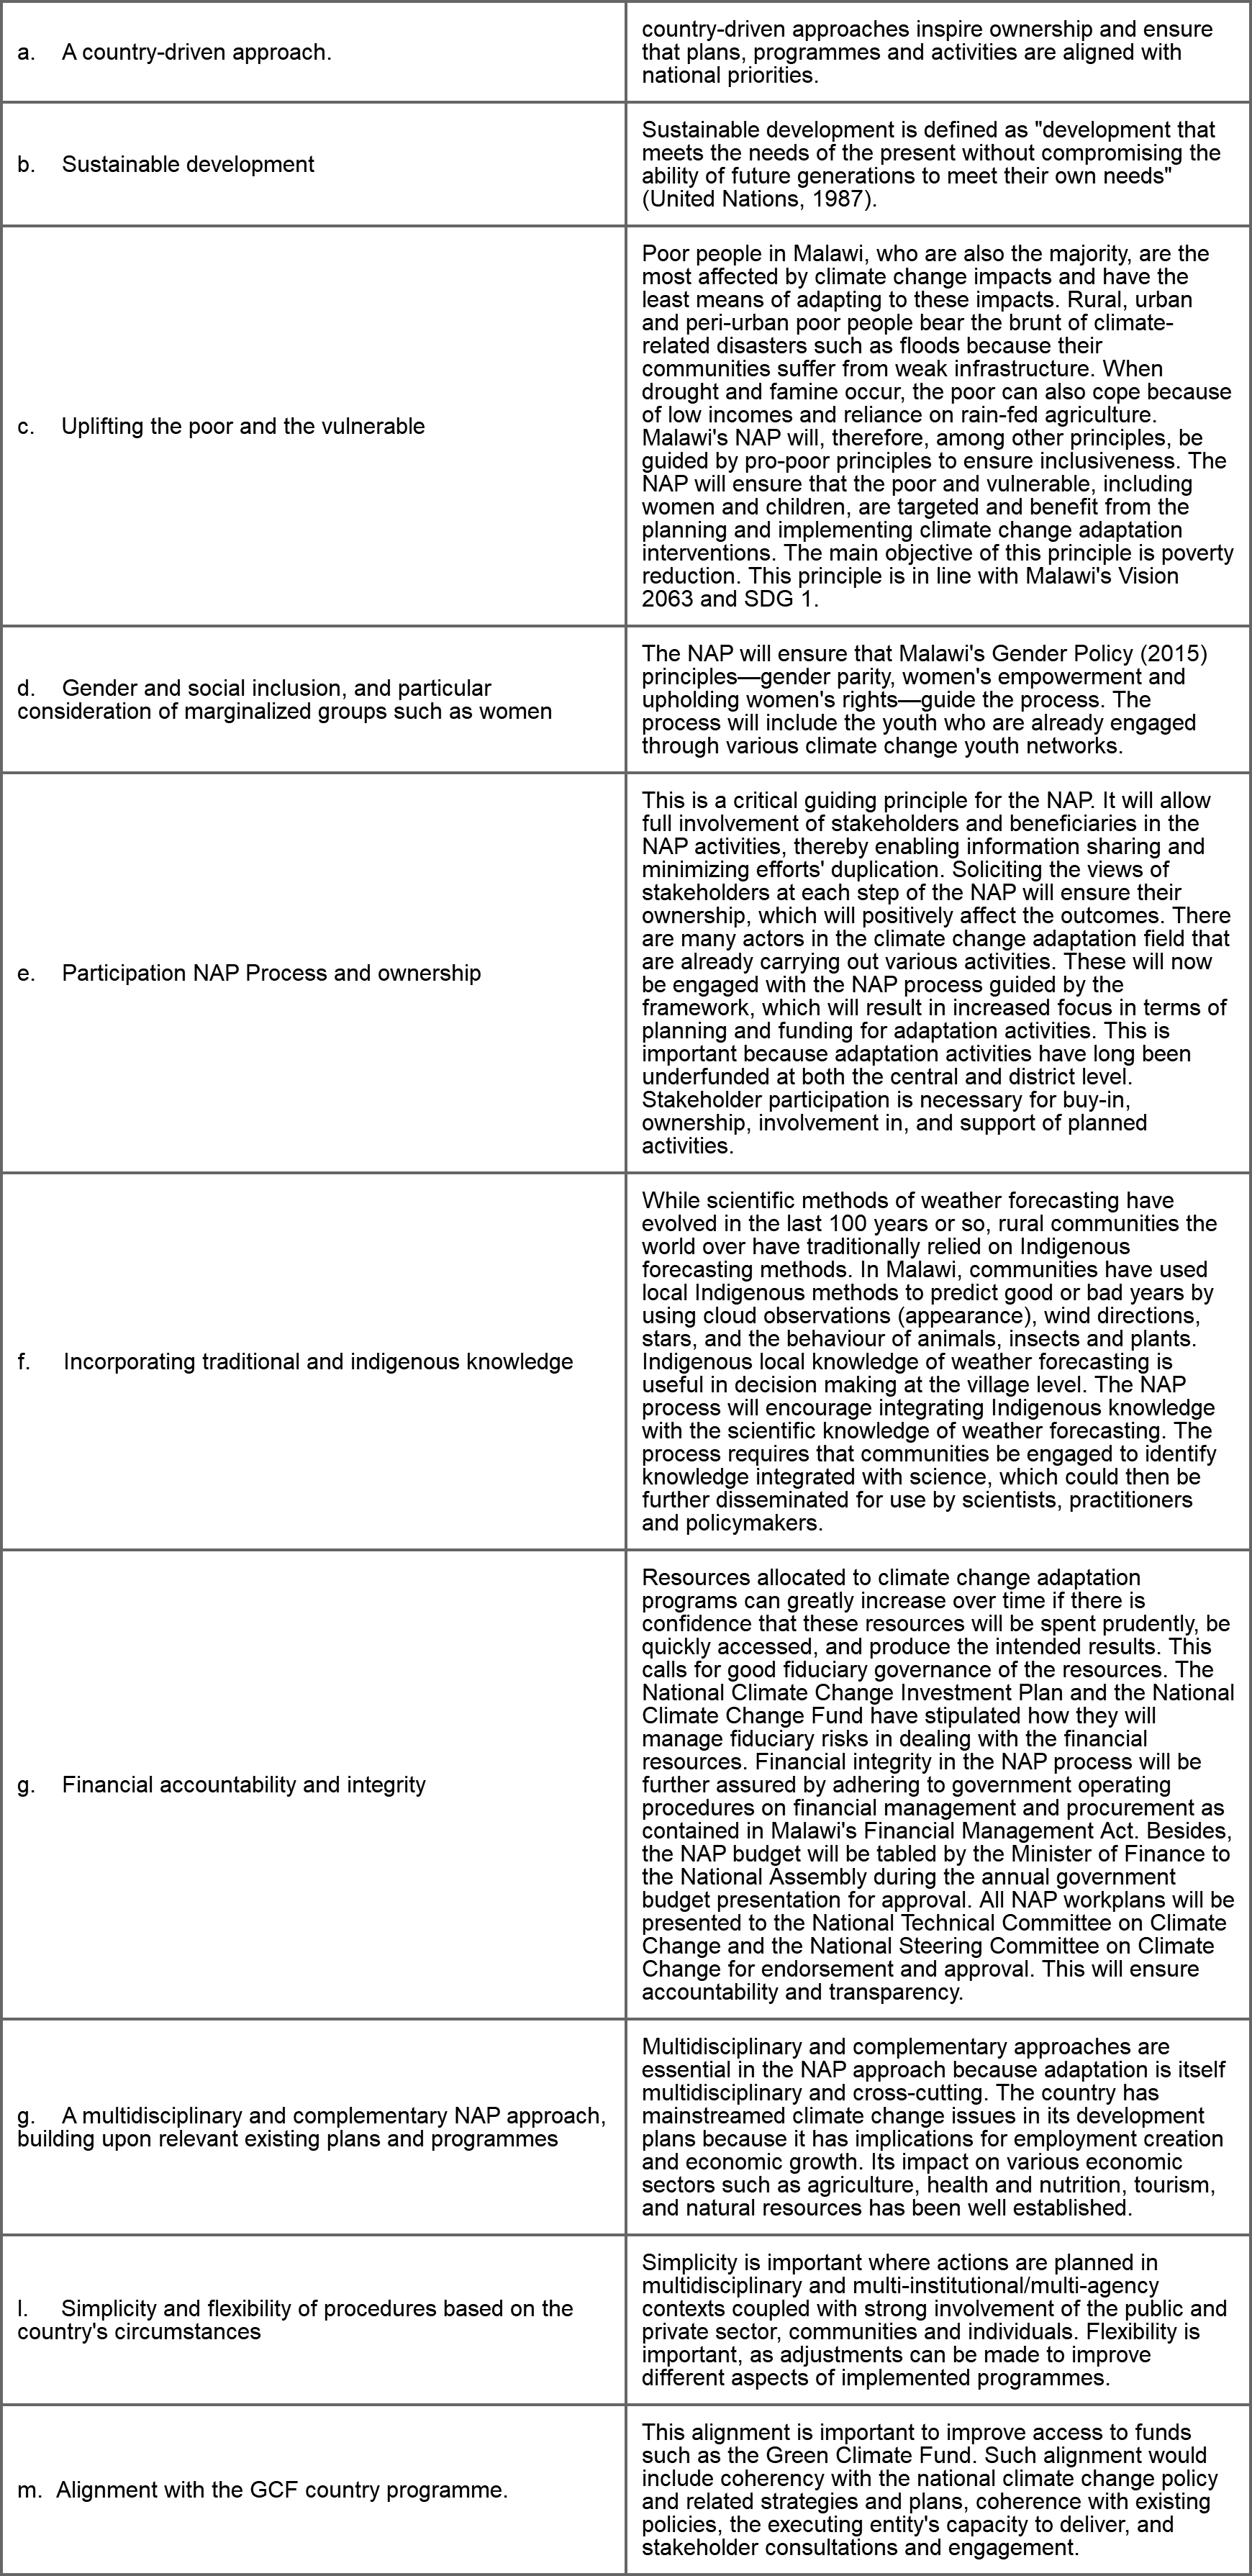 a. A country-driven approach.
country-driven approaches inspire ownership and ensure
that plans, programmes and activities are aligned with
national priorities.
b. Sustainable development
Sustainable development is defined as "development that
meets the needs of the present without compromising the
ability of future generations to meet their own needs"
(United Nations, 1987).
c. Uplifting the poor and the vulnerable
Poor people in Malawi, who are also the majority, are the
most affected by climate change impacts and have the
least means of adapting to these impacts. Rural, urban
and peri-urban poor people bear the brunt of climate-
related disasters such as floods because their
communities suffer from weak infrastructure. When
drought and famine occur, the poor can also cope because
of low incomes and reliance on rain-fed agriculture.
Malawi's NAP will, therefore, among other principles, be
guided by pro-poor principles to ensure inclusiveness. The
NAP will ensure that the poor and vulnerable, including
women and children, are targeted and benefit from the
planning and implementing climate change adaptation
interventions. The main objective of this principle is poverty
reduction. This principle is in line with Malawi's Vision
2063 and SDG 1.
d. Gender and social inclusion, and particular
consideration of marginalized groups such as women
The NAP will ensure that Malawi's Gender Policy (2015)
principles—gender parity, women's empowerment and
upholding women's rights—guide the process. The
process will include the youth who are already engaged
through various climate change youth networks.
e. Participation NAP Process and ownership
This is a critical guiding principle for the NAP. It will allow
full involvement of stakeholders and beneficiaries in the
NAP activities, thereby enabling information sharing and
minimizing efforts' duplication. Soliciting the views of
stakeholders at each step of the NAP will ensure their
ownership, which will positively affect the outcomes. There
are many actors in the climate change adaptation field that
are already carrying out various activities. These will now
be engaged with the NAP process guided by the
framework, which will result in increased focus in terms of
planning and funding for adaptation activities. This is
important because adaptation activities have long been
underfunded at both the central and district level.
Stakeholder participation is necessary for buy-in,
ownership, involvement in, and support of planned
activities.
f. Incorporating traditional and indigenous knowledge
While scientific methods of weather forecasting have
evolved in the last 100 years or so, rural communities the
world over have traditionally relied on Indigenous
forecasting methods. In Malawi, communities have used
local Indigenous methods to predict good or bad years by
using cloud observations (appearance), wind directions,
stars, and the behaviour of animals, insects and plants.
Indigenous local knowledge of weather forecasting is
useful in decision making at the village level. The NAP
process will encourage integrating Indigenous knowledge
with the scientific knowledge of weather forecasting. The
process requires that communities be engaged to identify
knowledge integrated with science, which could then be
further disseminated for use by scientists, practitioners
and policymakers.
g. Financial accountability and integrity
Resources allocated to climate change adaptation
programs can greatly increase over time if there is
confidence that these resources will be spent prudently, be
quickly accessed, and produce the intended results. This
calls for good fiduciary governance of the resources. The
National Climate Change Investment Plan and the National
Climate Change Fund have stipulated how they will
manage fiduciary risks in dealing with the financial
resources. Financial integrity in the NAP process will be
further assured by adhering to government operating
procedures on financial management and procurement as
contained in Malawi's Financial Management Act. Besides,
the NAP budget will be tabled by the Minister of Finance to
the National Assembly during the annual government
budget presentation for approval. All NAP workplans will be
presented to the National Technical Committee on Climate
Change and the National Steering Committee on Climate
Change for endorsement and approval. This will ensure
accountability and transparency.
g. A multidisciplinary and complementary NAP approach,
building upon relevant existing plans and programmes
Multidisciplinary and complementary approaches are
essential in the NAP approach because adaptation is itself
multidisciplinary and cross-cutting. The country has
mainstreamed climate change issues in its development
plans because it has implications for employment creation
and economic growth. Its impact on various economic
sectors such as agriculture, health and nutrition, tourism,
and natural resources has been well established.
l. Simplicity and flexibility of procedures based on the
country's circumstances
Simplicity is important where actions are planned in
multidisciplinary and multi-institutional/multi-agency
contexts coupled with strong involvement of the public and
private sector, communities and individuals. Flexibility is
important, as adjustments can be made to improve
different aspects of implemented programmes.
m. Alignment with the GCF country programme.
This alignment is important to improve access to funds
such as the Green Climate Fund. Such alignment would
include coherency with the national climate change policy
and related strategies and plans, coherence with existing
policies, the executing entity's capacity to deliver, and
stakeholder consultations and engagement.